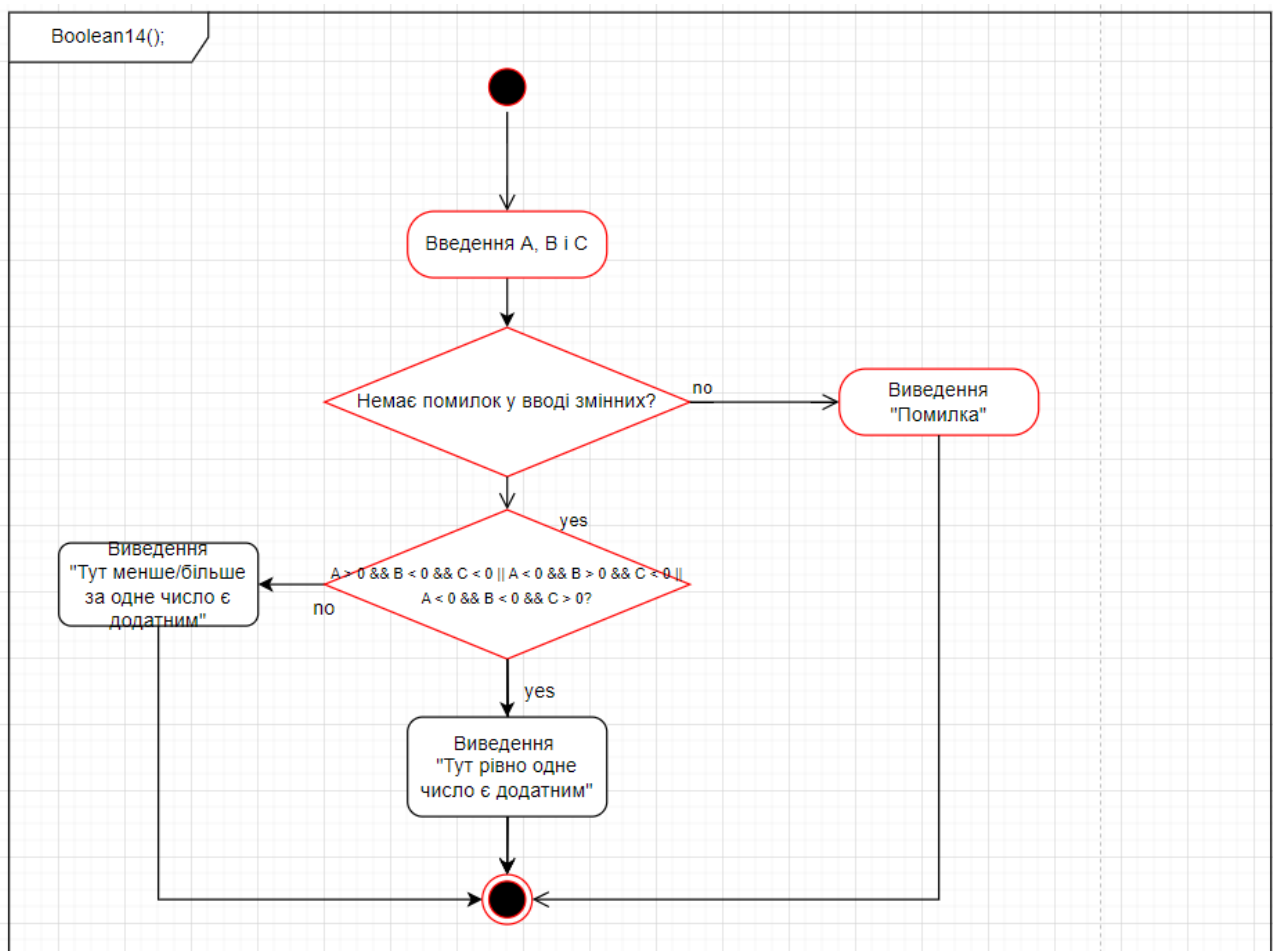 Boolean14();
Введення A, B і C
Немає помилок у вводі змінних?
no
Виведення
"Помилка"
yes
A > 0 && B < 0 && C < 0 || A < 0 && B > 0 && C < 0 ||
A < 0 && B < 0 && C > 0?
Виведення
"Тут менше/більше
за одне число є
додатним"
no
yes
Виведення
"Тут рівно одне
число є додатним"